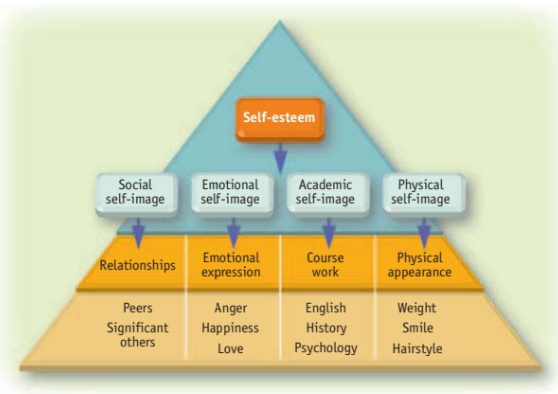 Self-esteem
Social
self-image
Emotional
self-image
Academic
self-image
Physical
self-image
Relationships
Emotional
expression
Course
work
Physical
appearance
Peers
Significant
others
Anger
Happiness
Love
English
History
Psychology
Weight
Smile
Hairstyle